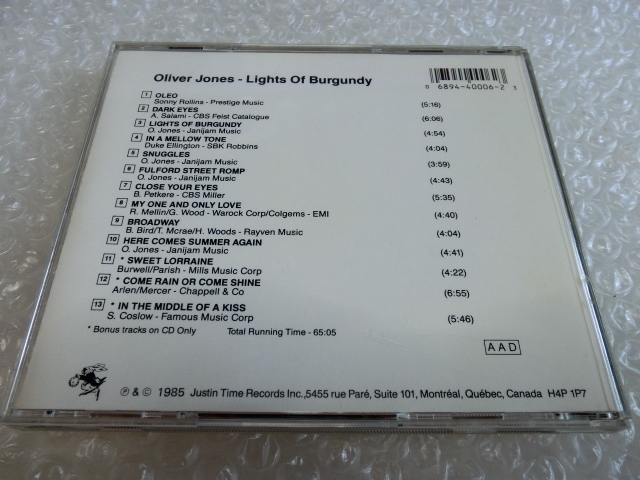 Oliver Jones - Lights Of Burgundy
0 6894-40006-2 3
1 OLEO
Sonny Rollins - Prestige Music (5:16)
2 DARK EYES
A. Salami - CBS Feist Catalogue (6:06)
3 LIGHTS OF BURGUNDY
O. Jones - Janijam Music (4:54)
4 IN A MELLOW TONE
Duke Ellington - SBK Robbins (4:04)
5 SNUGGLES
O. Jones - Janijam Music (3:59)
6 FULFORD STREET ROMP
O. Jones - Janijam Music (4:43)
7 CLOSE YOUR EYES
B. Petkere - CBS Miller (5:35)
8 MY ONE AND ONLY LOVE
R. Mellin/G. Wood - Warock Corp/Colgems - EMI (4:40)
9 BROADWAY
B. Bird/T. Mcrae/H. Woods - Rayven Music (4:04)
10 HERE COMES SUMMER AGAIN
O. Jones - Janijam Music (4:41)
11 * SWEET LORRAINE
Burwell/Parish - Mills Music Corp (4:22)
12 * COME RAIN OR COME SHINE
Arlen/Mercer - Chappell & Co (6:55)
13 * IN THE MIDDLE OF A KISS
S. Coslow - Famous Music Corp (5:46)
* Bonus tracks on CD Only Total Running Time - 65:05
AAD
℗ & © 1985 Justin Time Records Inc.,5455 rue Paré, Suite 101, Montréal, Québec, Canada H4P 1P7